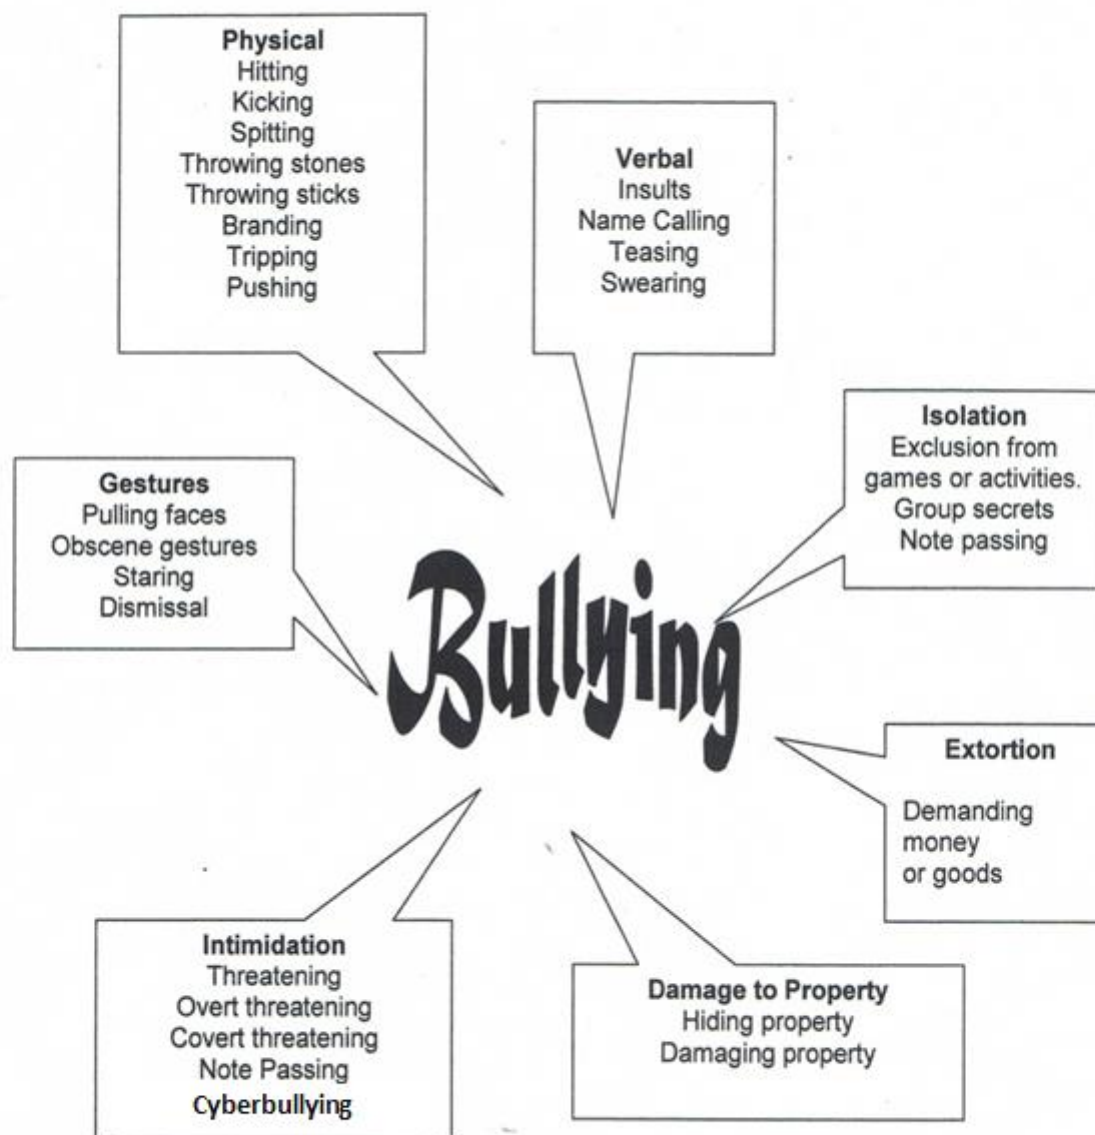 Physical
Hitting
Kicking
Spitting
Throwing stones
Throwing sticks
Branding
Tripping
Pushing
Verbal
Insults
Name Calling
Teasing
Swearing
Isolation
Exclusion from
games or activities.
Group secrets
Note passing
Gestures
Pulling faces
Obscene gestures
Staring
Dismissal
Bullying
Extortion
Demanding
money
or goods
Intimidation
Threatening
Overt threatening
Covert threatening
Note Passing
Cyberbullying
Damage to Property
Hiding property
Damaging property